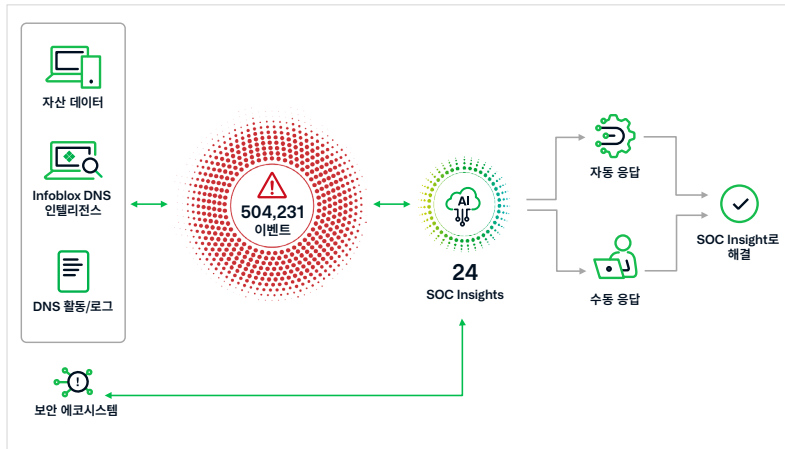 자산 데이터
Infoblox DNS
인텔리전스
DNS 활동/로그
보안 에코시스템
504,231
이벤트
AI
24
SOC Insights
자동 응답
수동 응답
SOC Insight로
해결